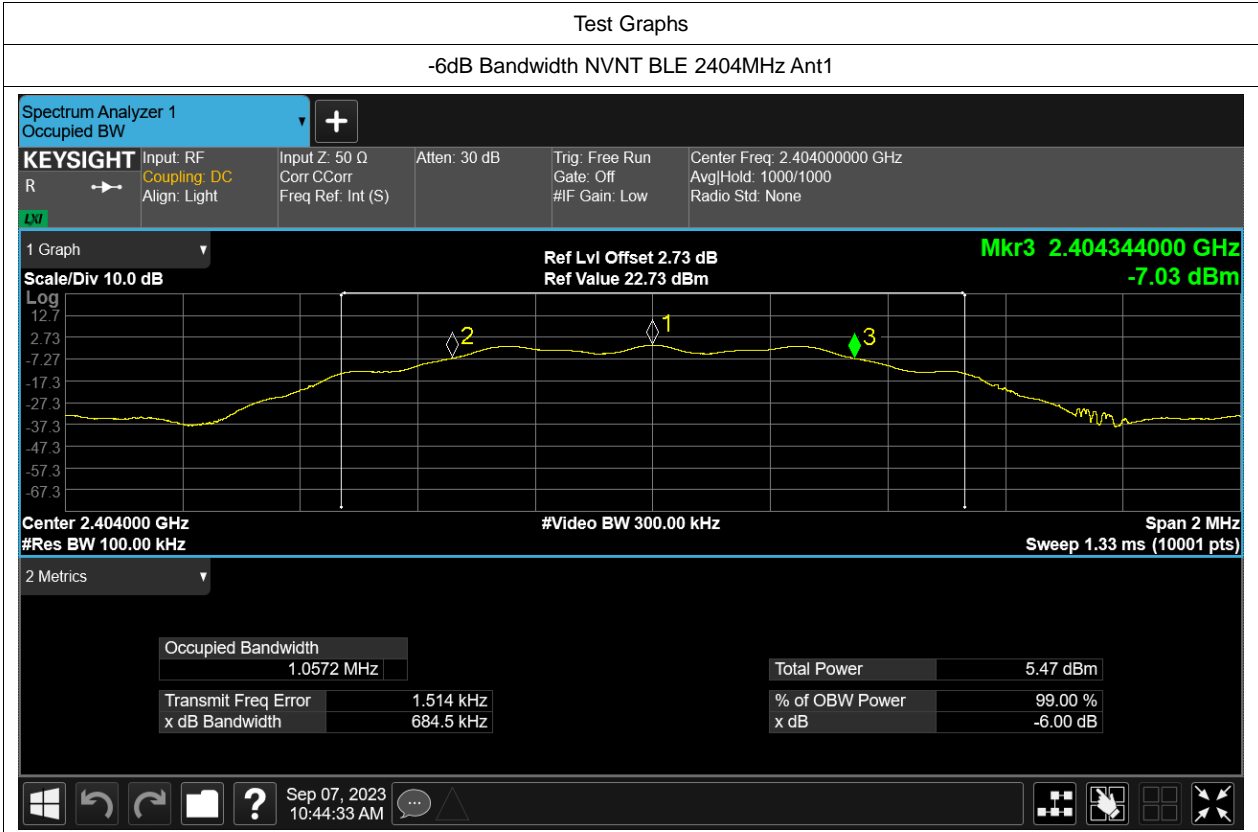 Test Graphs
-6dB Bandwidth NVNT BLE 2404MHz Ant1
Spectrum Analyzer 1
Occupied BW
+
KEYSIGHT
R
LXI
Input: RF
Coupling: DC
Align: Light
Input Z: 50 Ω
Corr CCorr
Freq Ref: Int (S)
Atten: 30 dB
Trig: Free Run
Gate: Off
#IF Gain: Low
Center Freq: 2.404000000 GHz
Avg|Hold: 1000/1000
Radio Std: None
1 Graph
Scale/Div 10.0 dB
Ref Lvl Offset 2.73 dB
Ref Value 22.73 dBm
Mkr3 2.404344000 GHz
-7.03 dBm
Log
12.7
2.73
-7.27
-17.3
-27.3
-37.3
-47.3
-57.3
-67.3
2
1
3
Center 2.404000 GHz
#Res BW 100.00 kHz
#Video BW 300.00 kHz
Span 2 MHz
Sweep 1.33 ms (10001 pts)
2 Metrics
Occupied Bandwidth
1.0572 MHz
Transmit Freq Error 1.514 kHz
x dB Bandwidth 684.5 kHz
Total Power 5.47 dBm
% of OBW Power 99.00 %
x dB -6.00 dB
?
Sep 07, 2023
10:44:33 AM